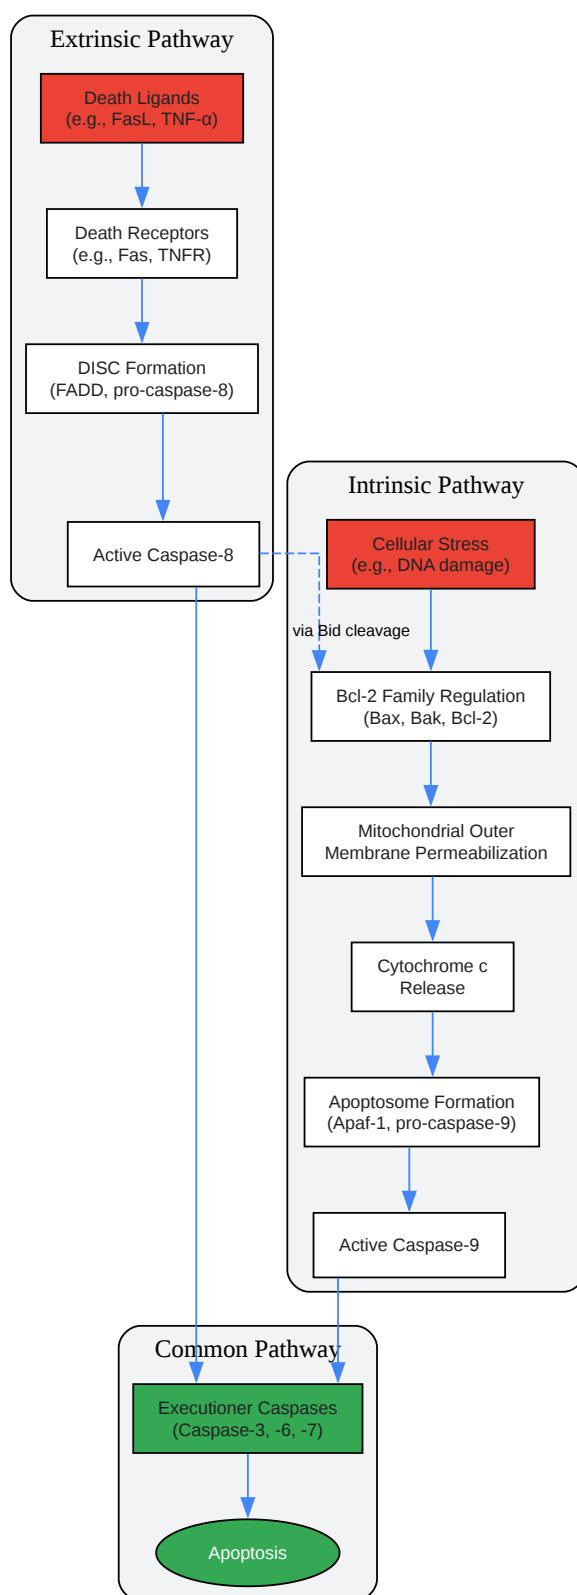 Extrinsic Pathway
Death Ligands
(e.g., FasL, TNF-α)
Death Receptors
(e.g., Fas, TNFR)
DISC Formation
(FADD, pro-caspase-8)
Active Caspase-8
Intrinsic Pathway
Cellular Stress
(e.g., DNA damage)
via Bid cleavage
Bcl-2 Family Regulation
(Bax, Bak, Bcl-2)
Mitochondrial Outer
Membrane Permeabilization
Cytochrome c
Release
Apoptosome Formation
(Apaf-1, pro-caspase-9)
Active Caspase-9
Common Pathway
Executioner Caspases
(Caspase-3, -6, -7)
Apoptosis